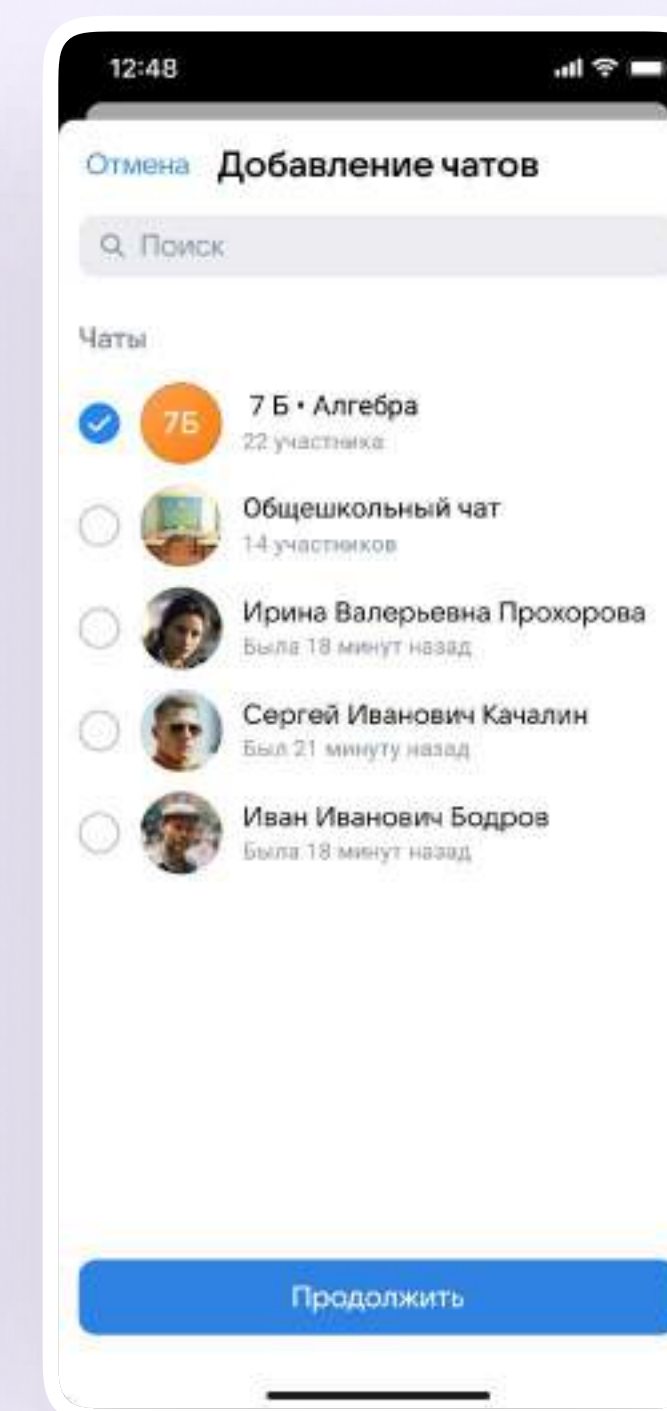 12:48
Отмена Добавление чатов
Поиск
Чаты
7Б
7 Б • Алгебра
22 участника
Общешкольный чат
14 участников
Ирина Валерьевна Прохорова
Была 18 минут назад
Сергей Иванович Качалин
Был 21 минуту назад
Иван Иванович Бодров
Была 18 минут назад
Продолжить